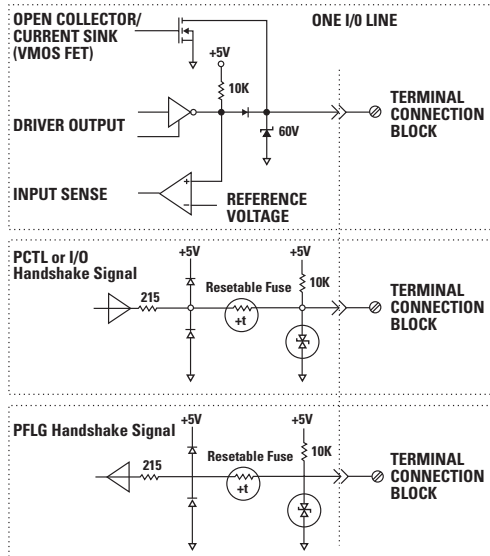 OPEN COLLECTOR/
CURRENT SINK
(VMOS FET)
ONE I/0 LINE
+5V
10K
TERMINAL
CONNECTION
BLOCK
DRIVER OUTPUT
60V
INPUT SENSE
+
–
REFERENCE
VOLTAGE
PCTL or I/O
Handshake Signal
+5V
+5V
10K
215
Resetable Fuse
+t
TERMINAL
CONNECTION
BLOCK
PFLG Handshake Signal
+5V
+5V
10K
215
Resetable Fuse
+t
TERMINAL
CONNECTION
BLOCK